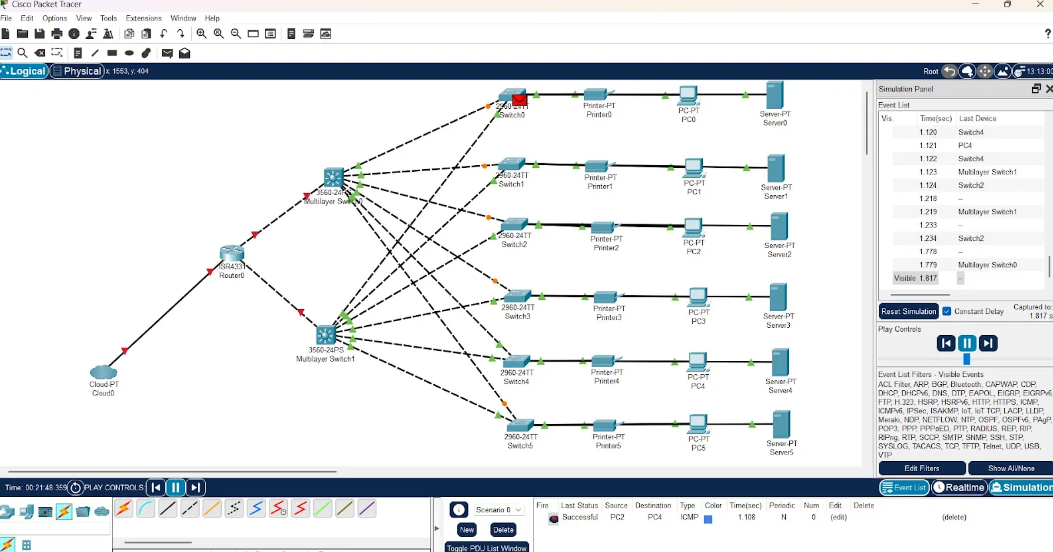 Cisco Packet Tracer
File Edit Options View Tools Extensions Window Help
Logical Physical x: 1563, y: 404
Root 13:13:00
Simulation Panel
Event List
Vis. Time(sec) Last Device
1.120 Switch4
1.121 PC4
1.122 Switch4
1.123 Multilayer Switch1
1.124 Switch2
1.218 --
1.219 Multilayer Switch1
1.233 --
1.234 Switch2
1.778 --
1.779 Multilayer Switch0
Visible 1.817 --
Reset Simulation Constant Delay Captured to:
1.817 s
Play Controls
Event List Filters - Visible Events
ACL Filter, ARP, BGP, Bluetooth, CAPWAP, CDP,
DHCP, DHCPv6, DNS, DTP, EAPOL, EIGRP, EIGRPv6,
FTP, H.323, HSRP, HSRPv6, HTTP, HTTPS, ICMP,
ICMPv6, IPSec, ISAKMP, IoT, IoT TCP, LACP, LLDP,
Meraki, NDP, NETFLOW, NTP, OSPF, OSPFv6, PAgP,
POP3, PPP, PPPoED, PTP, RADIUS, REP, RIP,
RIPng, RTP, SCCP, SMTP, SNMP, SSH, STP,
SYSLOG, TACACS, TCP, TFTP, Telnet, UDP, USB,
VTP
Edit Filters Show All/None
Event List Realtime Simulation
2960-24TT
Switch0
Printer-PT
Printer0
PC-PT
PC0
Server-PT
Server0
2960-24TT
Switch1
Printer-PT
Printer1
PC-PT
PC1
Server-PT
Server1
2960-24TT
Switch2
Printer-PT
Printer2
PC-PT
PC2
Server-PT
Server2
2960-24TT
Switch3
Printer-PT
Printer3
PC-PT
PC3
Server-PT
Server3
2960-24TT
Switch4
Printer-PT
Printer4
PC-PT
PC4
Server-PT
Server4
2960-24TT
Switch5
Printer-PT
Printer5
PC-PT
PC5
Server-PT
Server5
3560-24PS
Multilayer Switch0
ISR4331
Router0
3560-24PS
Multilayer Switch1
Cloud-PT
Cloud0
Time: 00:21:48.359 PLAY CONTROLS:
Scenario 0
New Delete
Toggle PDU List Window
Fire Last Status Source Destination Type Color Time(sec) Periodic Num Edit Delete
Successful PC2 PC4 ICMP 1.108 N 0 (edit) (delete)